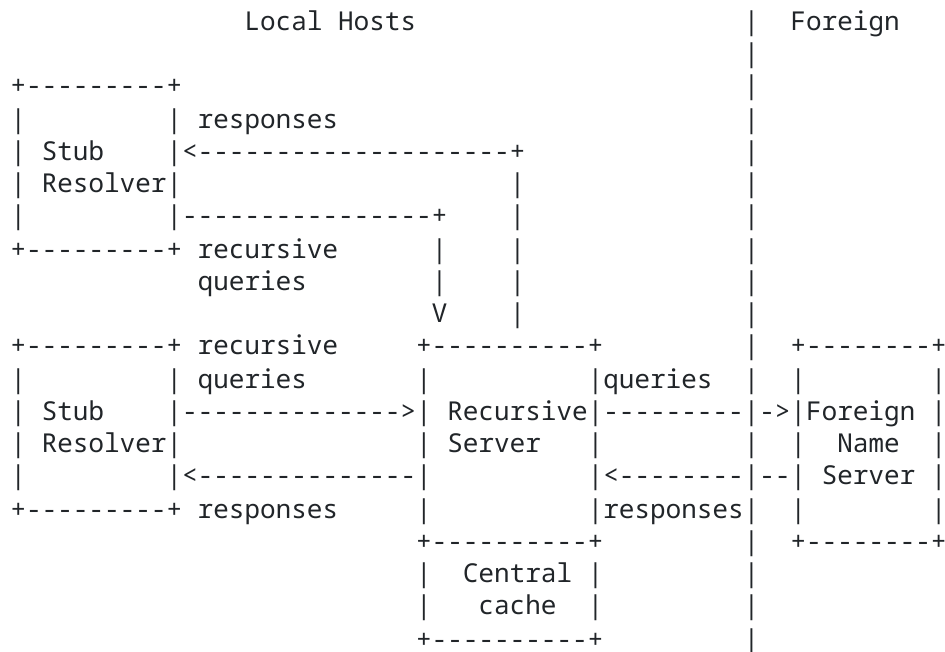 Local Hosts | Foreign
|
+---------+ |
| | responses |
| Stub |<--------------------+ |
| Resolver| | |
| |----------------+ | |
+---------+ recursive | | |
queries | | |
V | |
+---------+ recursive +----------+ | +--------+
| | queries | |queries | | |
| Stub |-------------->| Recursive|---------|->|Foreign |
| Resolver| | Server | | | Name |
| |<--------------| |<--------|--| Server |
+---------+ responses | |responses| | |
+----------+ | +--------+
| Central | |
| cache | |
+----------+ |